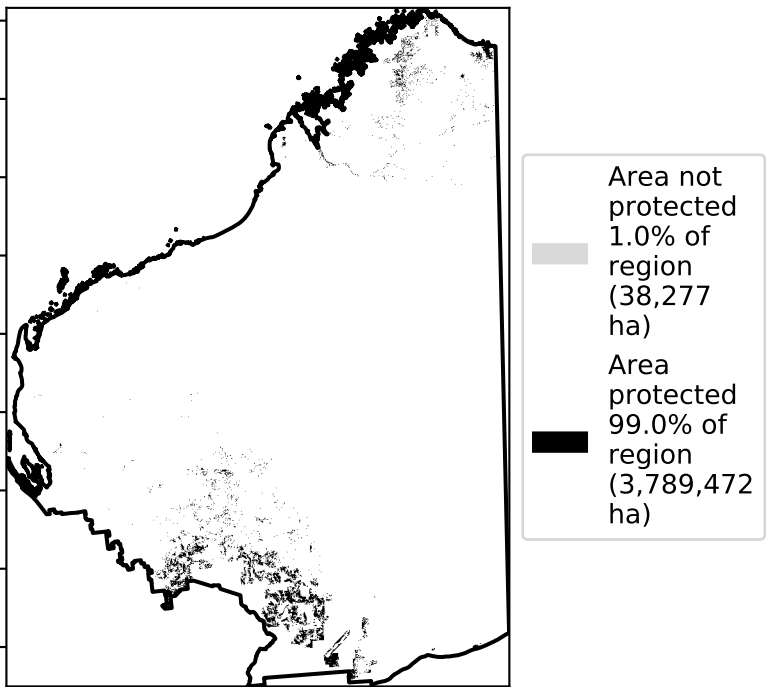 Area not
protected
1.0% of
region
(38,277
ha)
Area
protected
99.0% of
region
(3,789,472
ha)